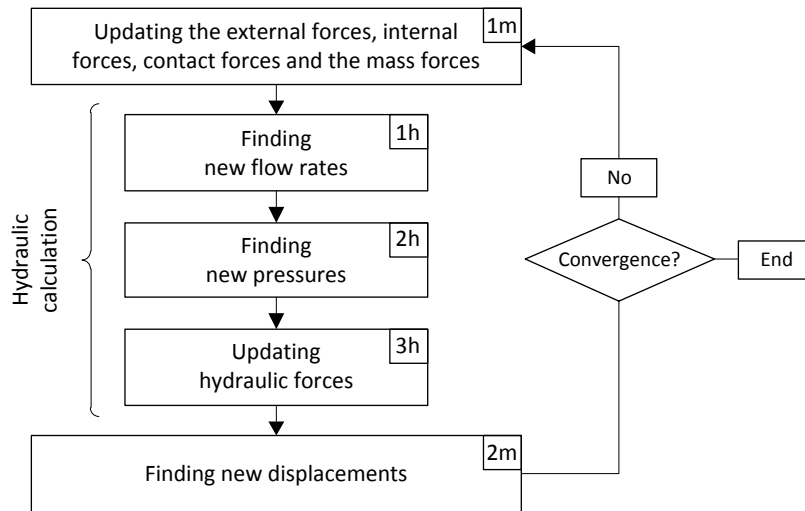 Updating the external forces, internal
forces, contact forces and the mass forces
1m
Finding
new flow rates
1h
Finding
new pressures
2h
Updating
hydraulic forces
3h
Hydraulic
calculation
Finding new displacements
2m
Convergence?
No
End